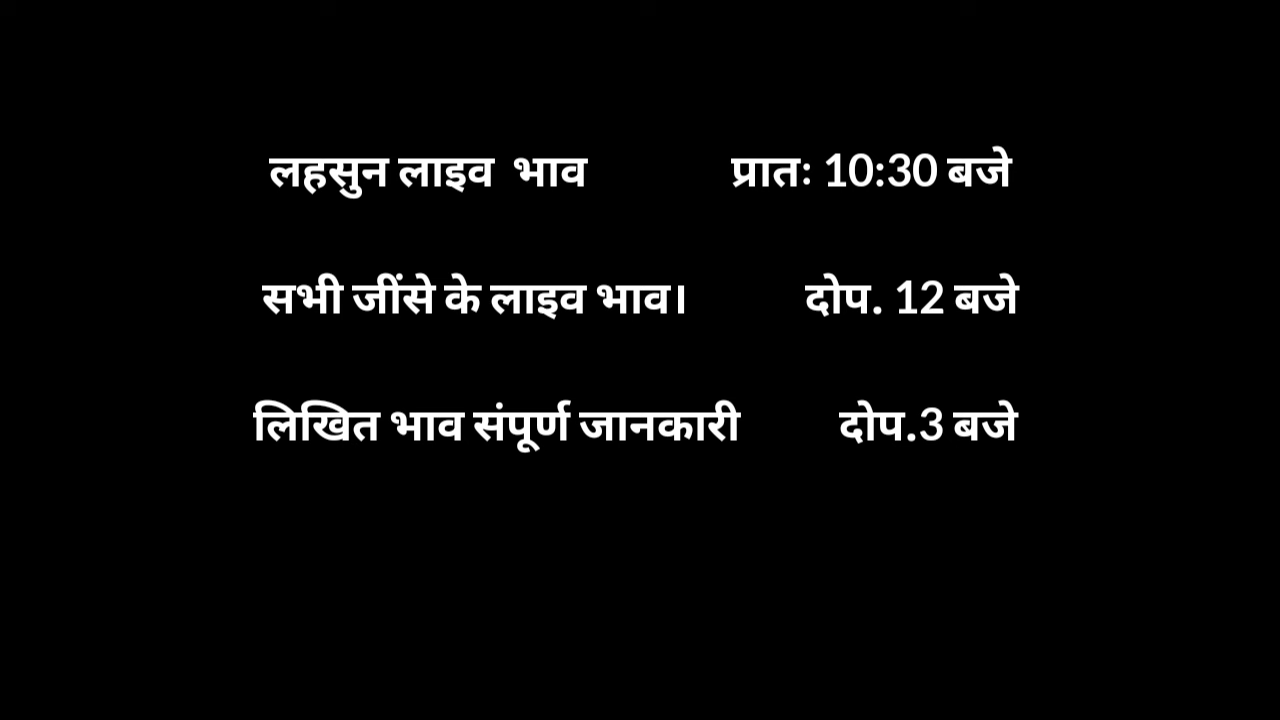 लहसुन लाइव भाव प्रातः 10:30 बजे
सभी जींसे के लाइव भाव। दोप. 12 बजे
लिखित भाव संपूर्ण जानकारी दोप.3 बजे